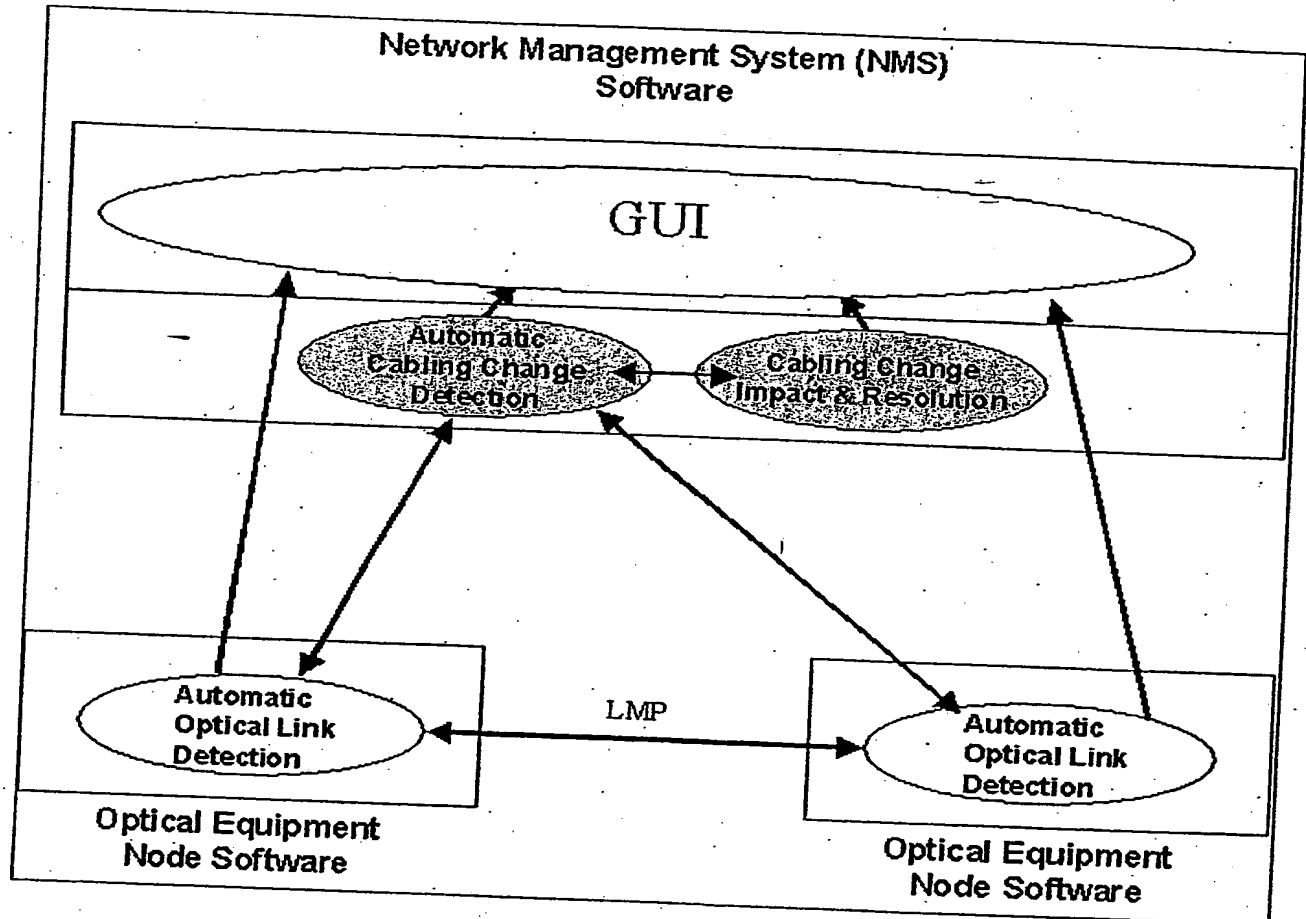 Network Management System (NMS)
Software
GUI
Automatic
Cabling Change
Detection
Cabling Change
Impact & Resolution
Automatic
Optical Link
Detection
LMP
Automatic
Optical Link
Detection
Optical Equipment
Node Software
Optical Equipment
Node Software